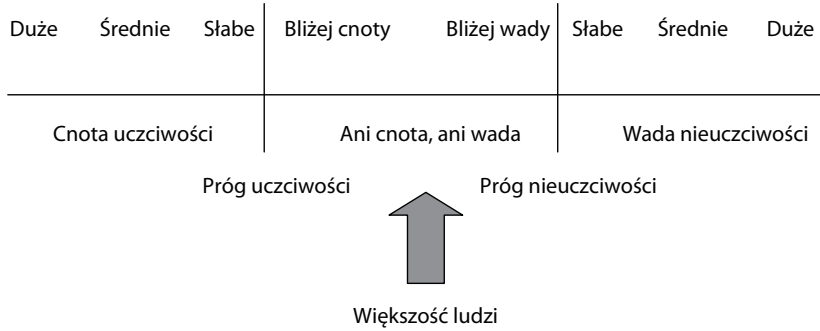 Duże Średnie Słabe Bliżej cnoty Bliżej wady Słabe Średnie Duże
Cnota uczciwości Ani cnota, ani wada Wada nieuczciwości
Próg uczciwości Próg nieuczciwości
Większość ludzi